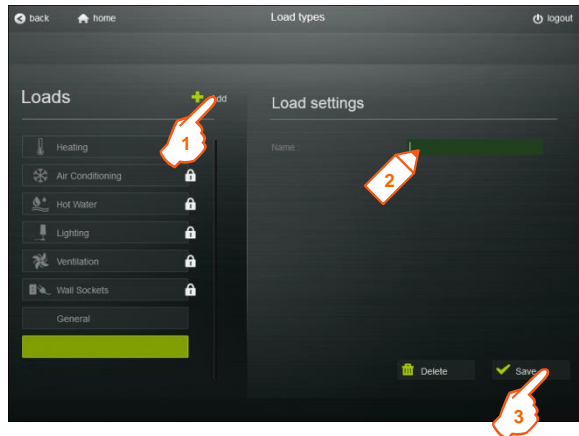 back home Load types logout
Loads
Add
Load settings
1
Heating
Name :
Air Conditioning
2
Hot Water
Lighting
Ventilation
Wall Sockets
General
Delete
Save
3